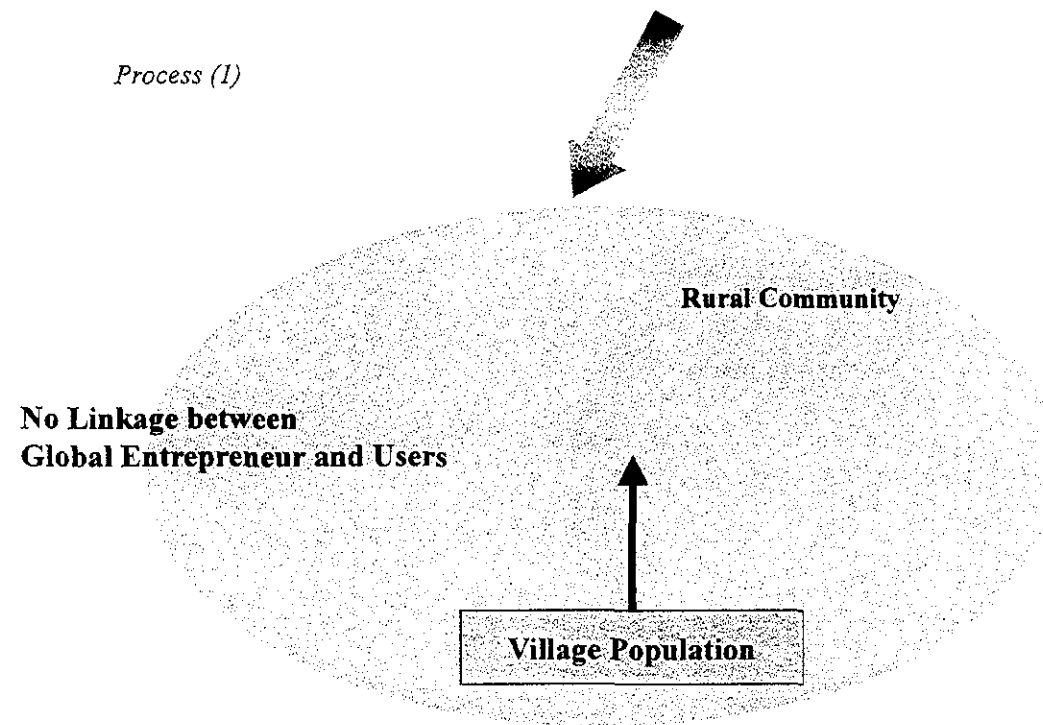 Process (1)
Rural Community
No Linkage between
Global Entrepreneur and Users
Village Population